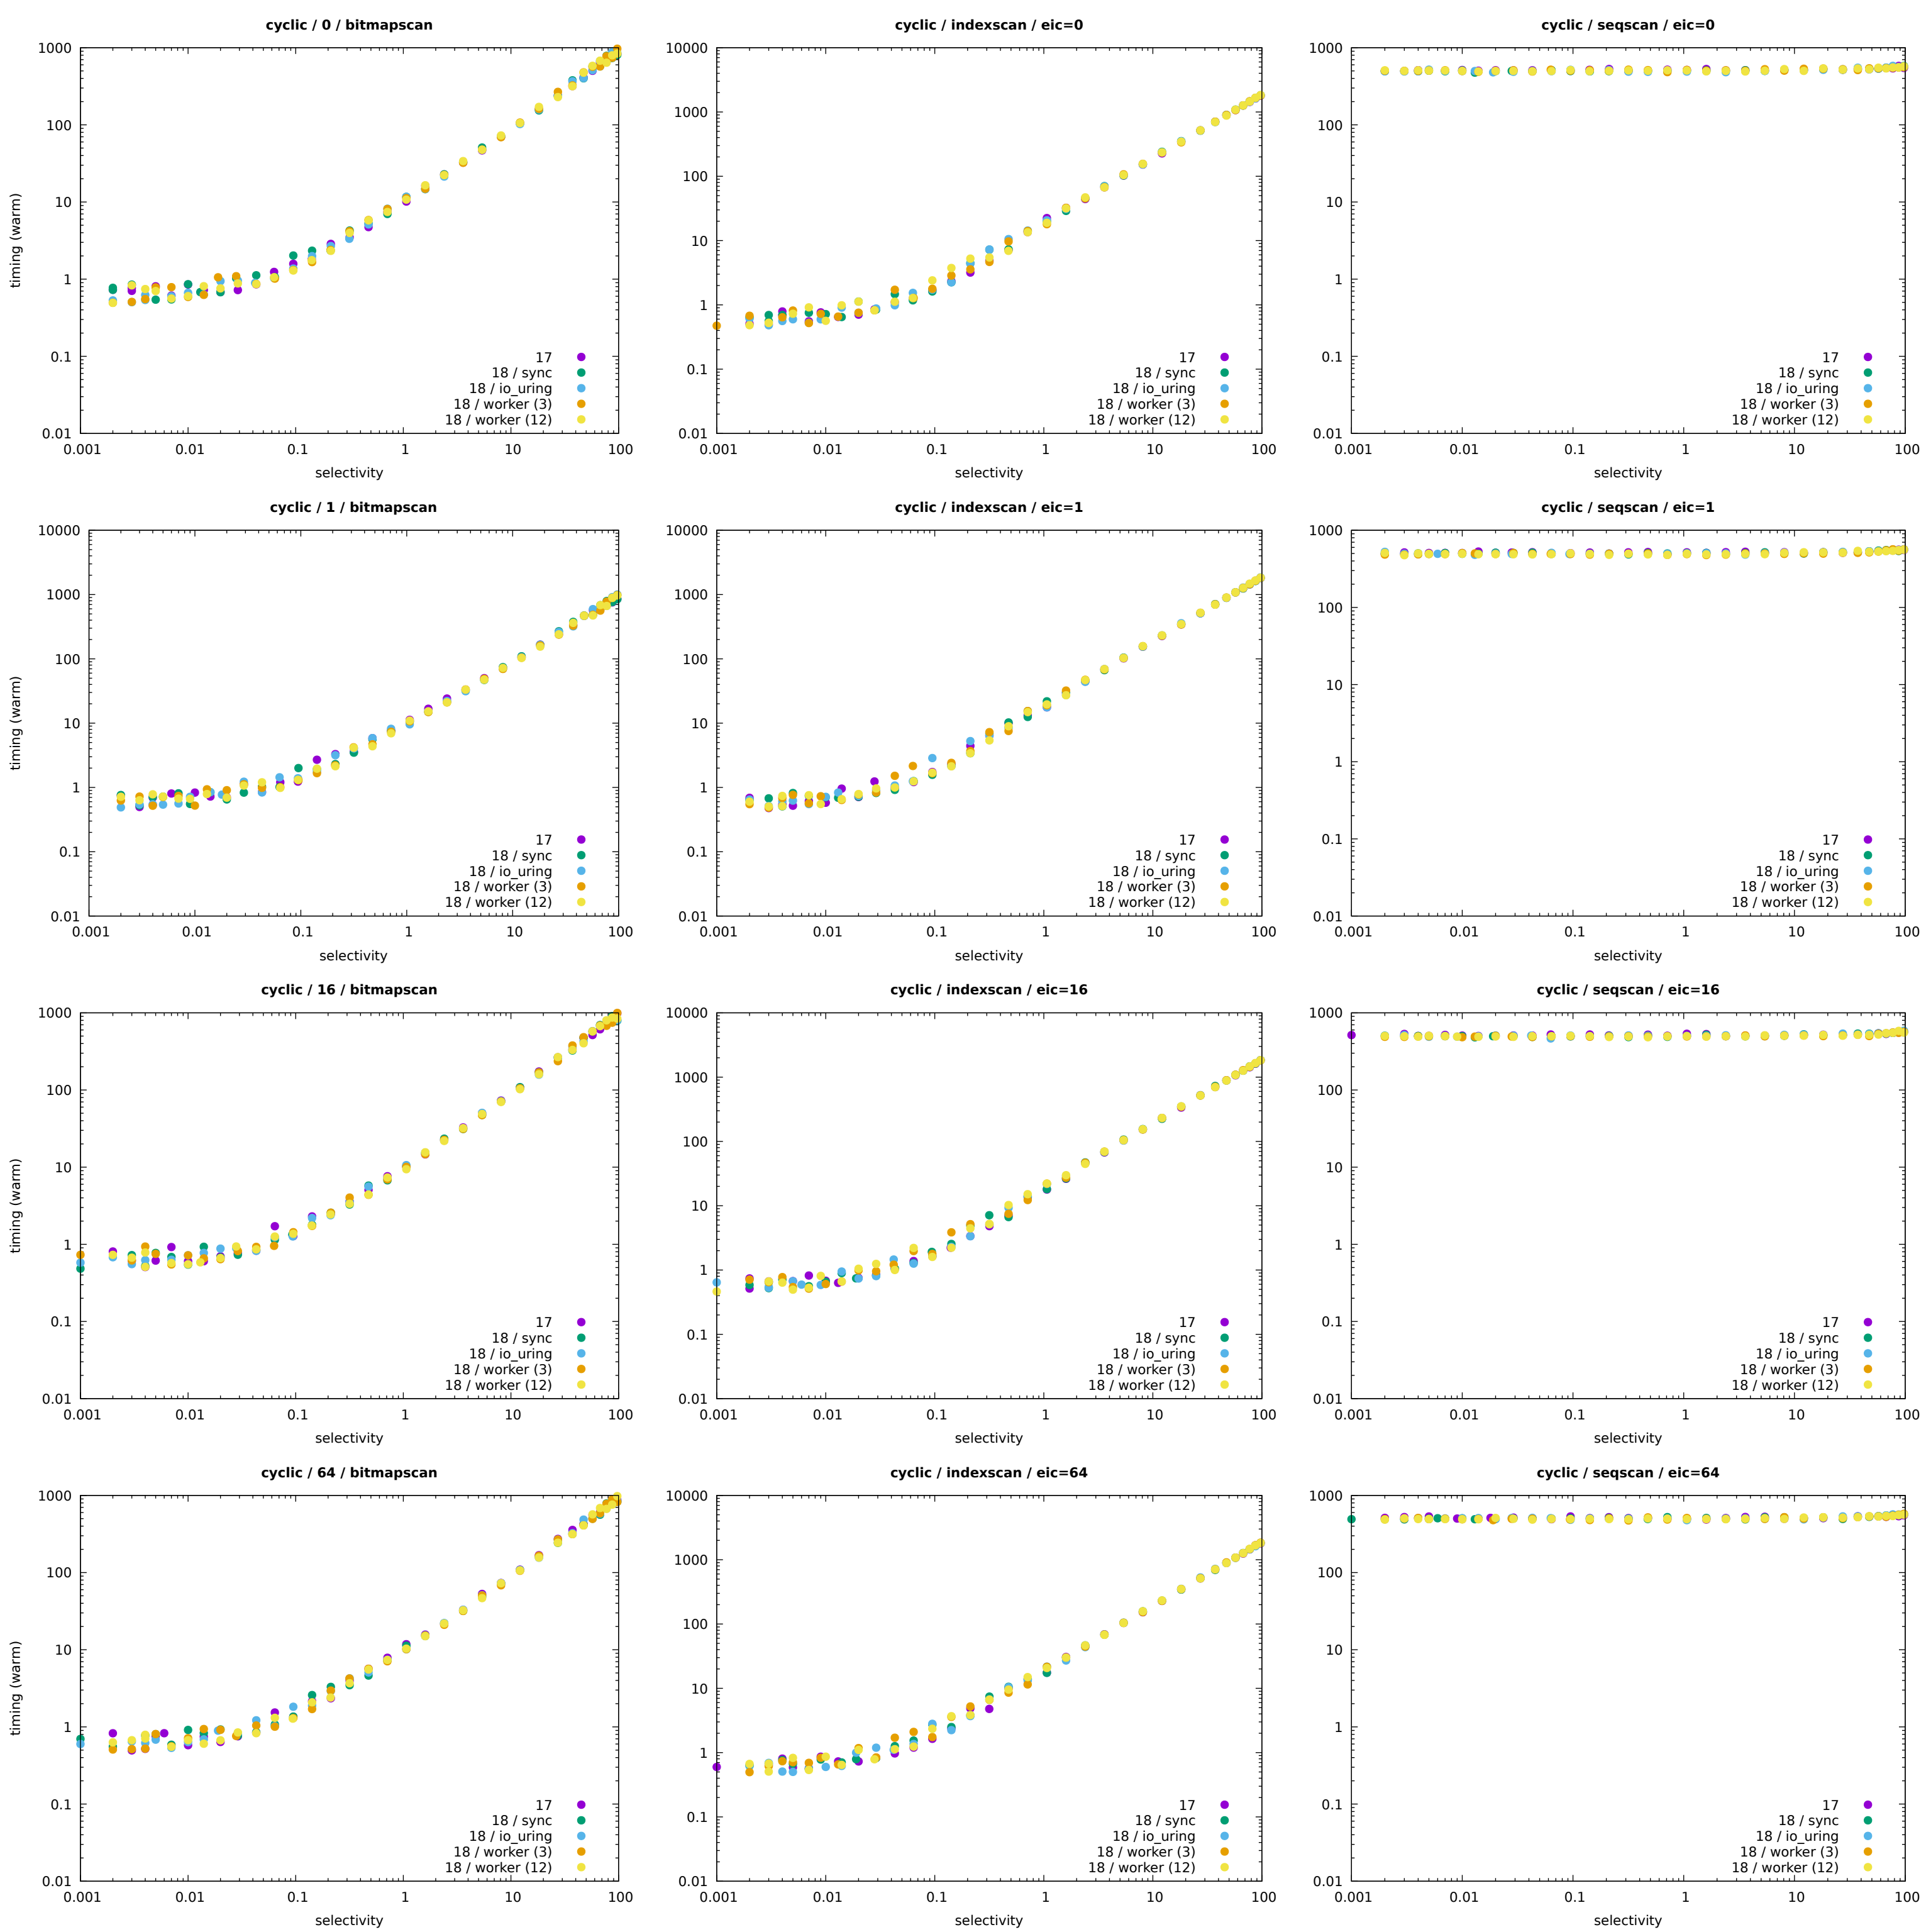 cyclic / 0 / bitmapscan
timing (warm)
1000
100
10
1
0.1
0.01
17
18 / sync
18 / io_uring
18 / worker (3)
18 / worker (12)
0.001 0.01 0.1 1 10 100
selectivity
cyclic / indexscan / eic=0
10000
1000
100
10
1
0.1
0.01
17
18 / sync
18 / io_uring
18 / worker (3)
18 / worker (12)
0.001 0.01 0.1 1 10 100
selectivity
cyclic / seqscan / eic=0
1000
100
10
1
0.1
0.01
17
18 / sync
18 / io_uring
18 / worker (3)
18 / worker (12)
0.001 0.01 0.1 1 10 100
selectivity
cyclic / 1 / bitmapscan
timing (warm)
10000
1000
100
10
1
0.1
0.01
17
18 / sync
18 / io_uring
18 / worker (3)
18 / worker (12)
0.001 0.01 0.1 1 10 100
selectivity
cyclic / indexscan / eic=1
10000
1000
100
10
1
0.1
0.01
17
18 / sync
18 / io_uring
18 / worker (3)
18 / worker (12)
0.001 0.01 0.1 1 10 100
selectivity
cyclic / seqscan / eic=1
1000
100
10
1
0.1
0.01
17
18 / sync
18 / io_uring
18 / worker (3)
18 / worker (12)
0.001 0.01 0.1 1 10 100
selectivity
cyclic / 16 / bitmapscan
timing (warm)
1000
100
10
1
0.1
0.01
17
18 / sync
18 / io_uring
18 / worker (3)
18 / worker (12)
0.001 0.01 0.1 1 10 100
selectivity
cyclic / indexscan / eic=16
10000
1000
100
10
1
0.1
0.01
17
18 / sync
18 / io_uring
18 / worker (3)
18 / worker (12)
0.001 0.01 0.1 1 10 100
selectivity
cyclic / seqscan / eic=16
1000
100
10
1
0.1
0.01
17
18 / sync
18 / io_uring
18 / worker (3)
18 / worker (12)
0.001 0.01 0.1 1 10 100
selectivity
cyclic / 64 / bitmapscan
timing (warm)
1000
100
10
1
0.1
0.01
17
18 / sync
18 / io_uring
18 / worker (3)
18 / worker (12)
0.001 0.01 0.1 1 10 100
selectivity
cyclic / indexscan / eic=64
10000
1000
100
10
1
0.1
0.01
17
18 / sync
18 / io_uring
18 / worker (3)
18 / worker (12)
0.001 0.01 0.1 1 10 100
selectivity
cyclic / seqscan / eic=64
1000
100
10
1
0.1
0.01
17
18 / sync
18 / io_uring
18 / worker (3)
18 / worker (12)
0.001 0.01 0.1 1 10 100
selectivity